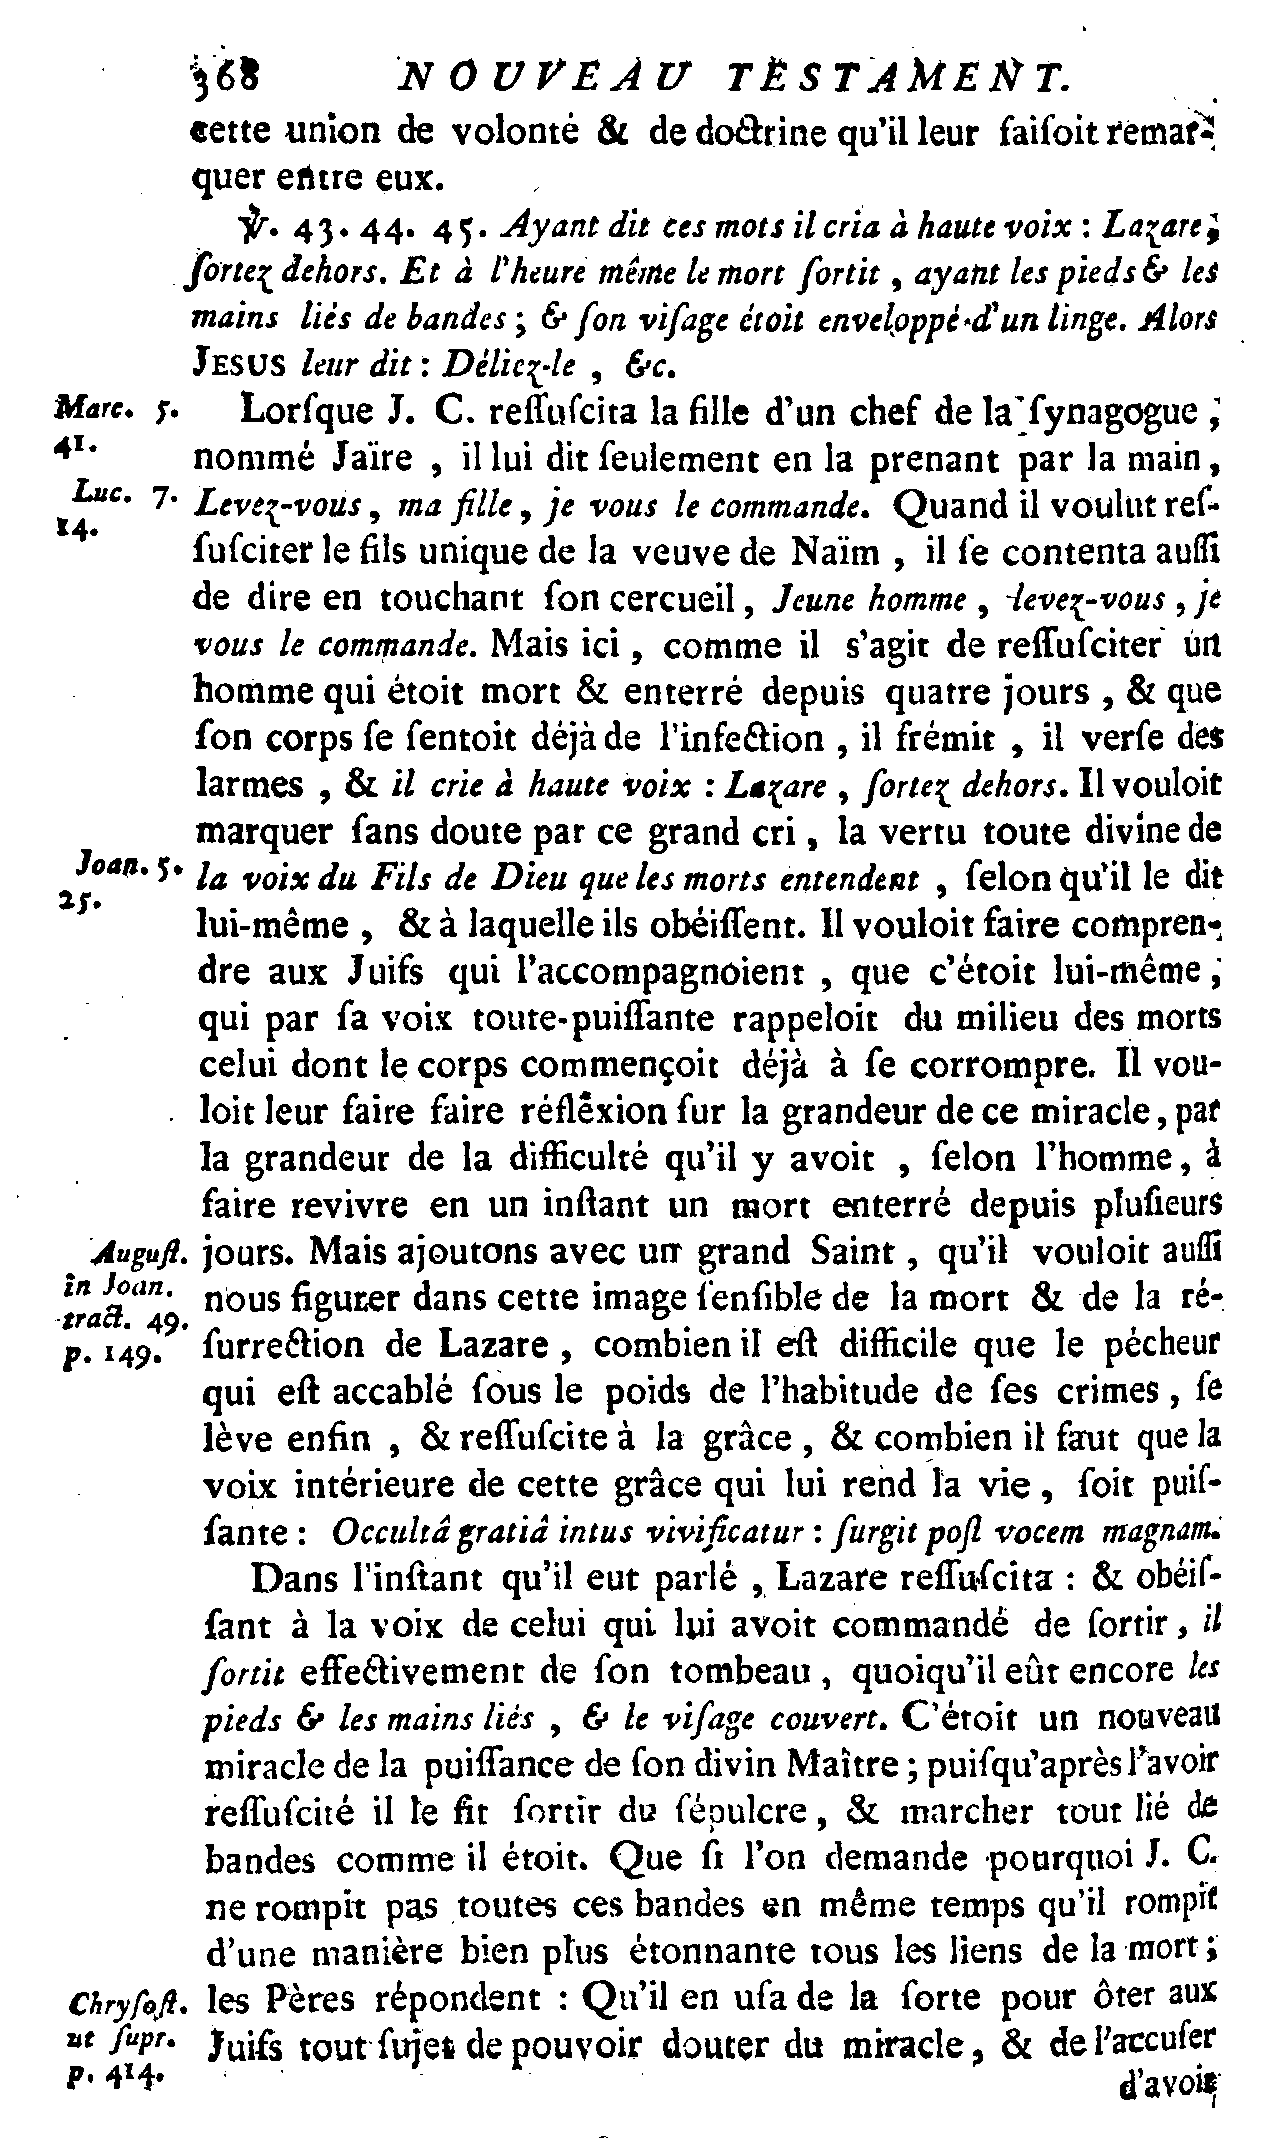 368 NOUVEAU TESTAMENT.
cette union de volonté & de doctrine qu'il leur faiſoit remar-
quer entre eux.
℣. 43. 44. 45. Ayant dit ces mots il cria à haute voix : Lazare,
ſortez dehors. Et à l'heure même le mort ſortit , ayant les pieds & les
mains liés de bandes ; & ſon viſage étoit enveloppé d'un linge. Alors
JESUS leur dit : Déliez-le , &c.
Marc. 5. Lorſque J. C. reſſuſcita la fille d'un chef de la ſynagogue ,
41. nommé Jaïre , il lui dit ſeulement en la prenant par la main ,
Luc. 7. Levez-vous , ma fille , je vous le commande. Quand il voulut reſ-
14. ſuſciter le fils unique de la veuve de Naïm , il ſe contenta auſſi
de dire en touchant ſon cercueil , Jeune homme , levez-vous , je
vous le commande. Mais ici , comme il s'agit de reſſuſciter un
homme qui étoit mort & enterré depuis quatre jours , & que
ſon corps ſe ſentoit déjà de l'infection , il frémit , il verſe des
larmes , & il crie à haute voix : Lazare , ſortez dehors. Il vouloit
marquer ſans doute par ce grand cri , la vertu toute divine de
Joan. 5. la voix du Fils de Dieu que les morts entendent , ſelon qu'il le dit
25. lui-même , & à laquelle ils obéiſſent. Il vouloit faire compren-
dre aux Juifs qui l'accompagnoient , que c'étoit lui-même ,
qui par ſa voix toute-puiſſante rappeloit du milieu des morts
celui dont le corps commençoit déjà à ſe corrompre. Il vou-
loit leur faire faire réflêxion ſur la grandeur de ce miracle , par
la grandeur de la difficulté qu'il y avoit , ſelon l'homme , à
faire revivre en un inſtant un mort enterré depuis pluſieurs
Auguſt. jours. Mais ajoutons avec un grand Saint , qu'il vouloit auſſi
in Joan. nous figurer dans cette image ſenſible de la mort & de la ré-
tract. 49. ſurrection de Lazare , combien il eſt difficile que le pécheur
p. 149. qui eſt accablé ſous le poids de l'habitude de ſes crimes , ſe
lève enfin , & reſſuſcite à la grâce , & combien il faut que la
voix intérieure de cette grâce qui lui rend la vie , ſoit puiſ-
ſante : Occultâ gratiâ intus vivificatur : ſurgit poſt vocem magnam.
Dans l'inſtant qu'il eut parlé , Lazare reſſuſcita : & obéiſ-
ſant à la voix de celui qui lui avoit commandé de ſortir , il
ſortit effectivement de ſon tombeau , quoiqu'il eût encore les
pieds & les mains liés , & le viſage couvert. C'étoit un nouveau
miracle de la puiſſance de ſon divin Maître ; puiſqu'après l'avoir
reſſuſcité il le fit ſortir du ſépulcre , & marcher tout lié de
bandes comme il étoit. Que ſi l'on demande pourquoi J. C.
ne rompit pas toutes ces bandes en même temps qu'il rompit
d'une manière bien plus étonnante tous les liens de la mort ;
Chryſoſt. les Pères répondent : Qu'il en uſa de la ſorte pour ôter aux
ut ſupr. Juifs tout ſujet de pouvoir douter du miracle , & de l'accuſer
p. 414. d'avoir